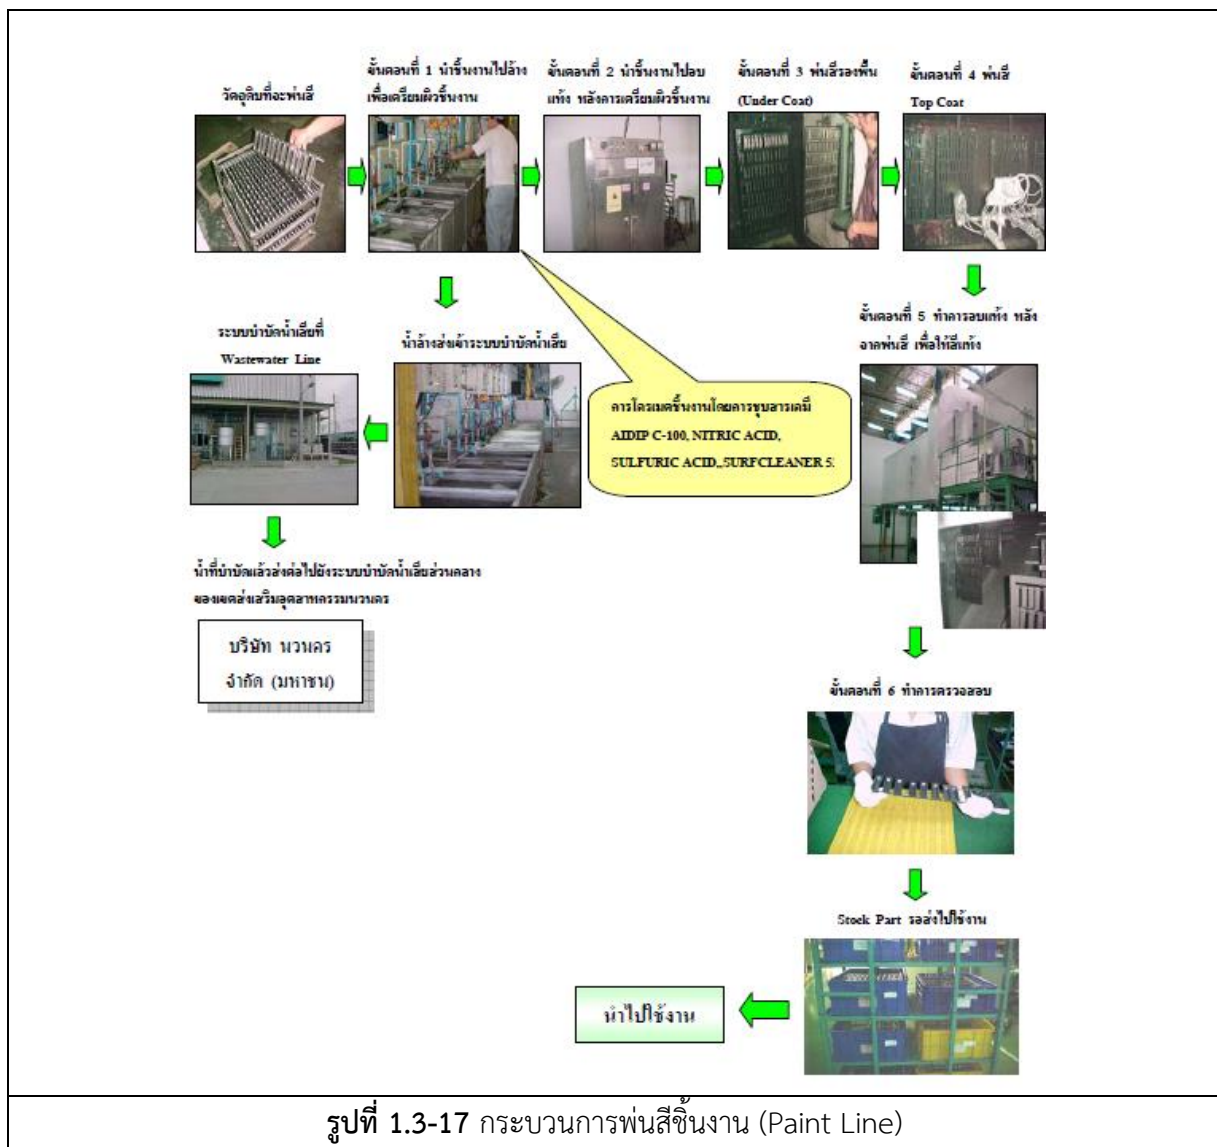 วัตถุดิบที่จะพ่นสี
ขั้นตอนที่ 1 นำชิ้นงานไปล้าง
เพื่อเตรียมผิวชิ้นงาน
ขั้นตอนที่ 2 นำชิ้นงานไปอบ
แห้ง หลังการเตรียมผิวชิ้นงาน
ขั้นตอนที่ 3 พ่นสีรองพื้น
(Under Coat)
ขั้นตอนที่ 4 พ่นสี
Top Coat
ขั้นตอนที่ 5 ทำการอบแห้ง หลัง
จากพ่นสี เพื่อให้สีแห้ง
ระบบบำบัดน้ำเสียที่
Wastewater Line
น้ำล้างส่งเข้าระบบบำบัดน้ำเสีย
การโครเมตชิ้นงานโดยการชุบสารเคมี
AIDIP C-100, NITRIC ACID,
SULFURIC ACID,,SURFCLEANER 5
น้ำที่บำบัดแล้วส่งต่อไปยังระบบบำบัดน้ำเสียส่วนกลาง
ของเขตส่งเสริมอุตสาหกรรมนวนคร
บริษัท นวนคร
จำกัด (มหาชน)
ขั้นตอนที่ 6 ทำการตรวจสอบ
Stock Part รอส่งไปใช้งาน
นำไปใช้งาน
รูปที่ 1.3-17 กระบวนการพ่นสีชิ้นงาน (Paint Line)